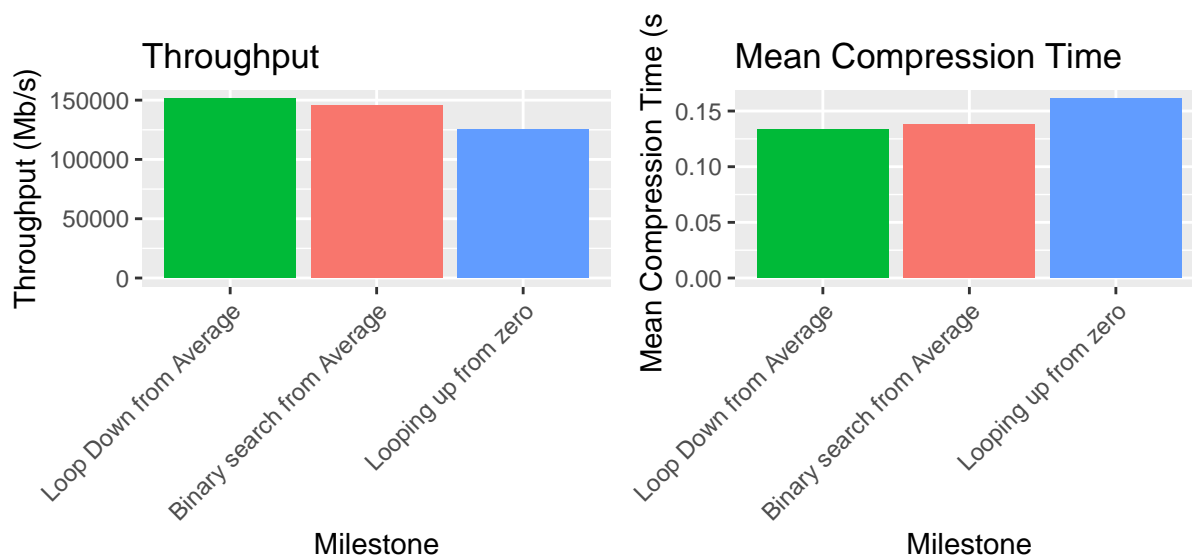 Throughput
Throughput (Mb/s)
150000
100000
50000
0
Loop Down from Average
Binary search from Average
Looping up from zero
Milestone
Mean Compression Time
Mean Compression Time (s
0.15
0.10
0.05
0.00
Loop Down from Average
Binary search from Average
Looping up from zero
Milestone